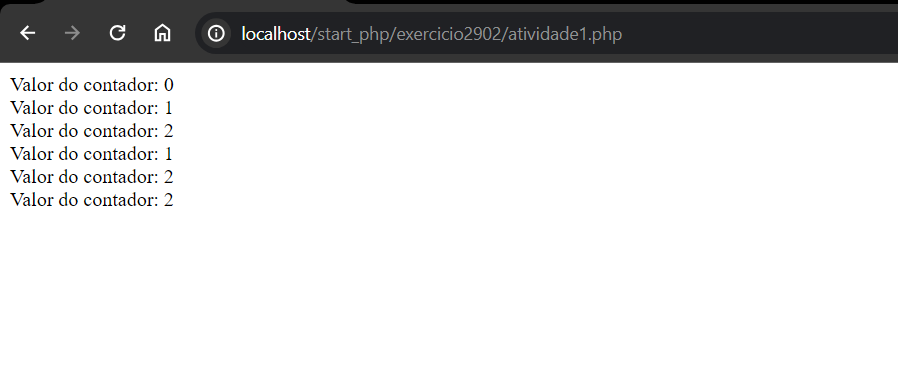 localhost/start_php/exercicio2902/atividade1.php
Valor do contador: 0
Valor do contador: 1
Valor do contador: 2
Valor do contador: 1
Valor do contador: 2
Valor do contador: 2